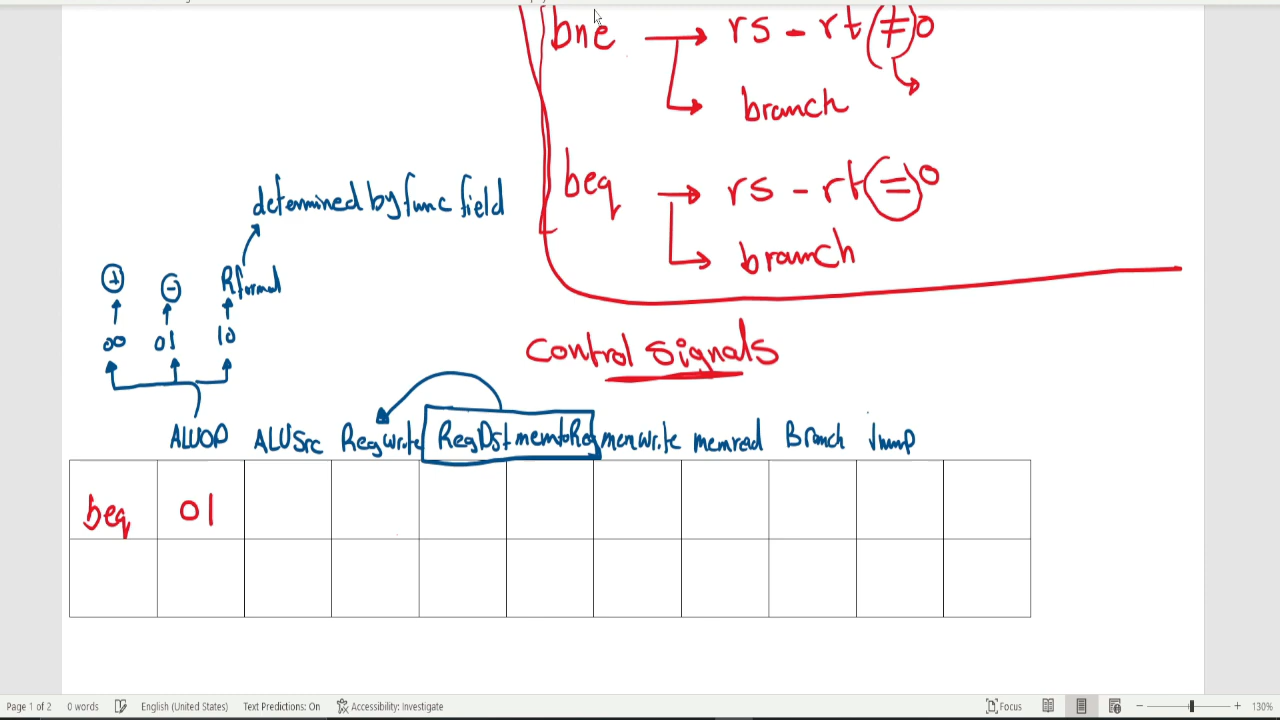 bne → rs - rt ≠ 0
branch
beq → rs - rt = 0
branch
determined by func field
+ - R format
00 01 10
control signals
ALUOP ALUSrc RegWrite RegDst memtoReg memWrite memread Branch Jump
beq 01
Page 1 of 2 0 words English (United States) Text Predictions: On Accessibility: Investigate Focus - + 130%